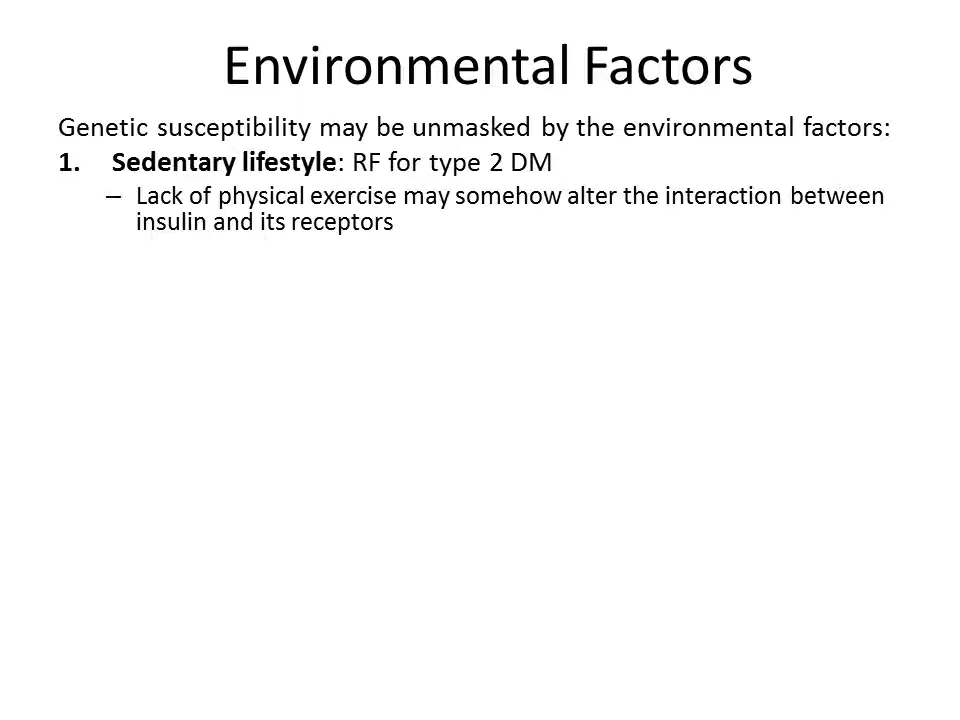 Environmental Factors
Genetic susceptibility may be unmasked by the environmental factors:
1. Sedentary lifestyle: RF for type 2 DM
– Lack of physical exercise may somehow alter the interaction between
insulin and its receptors